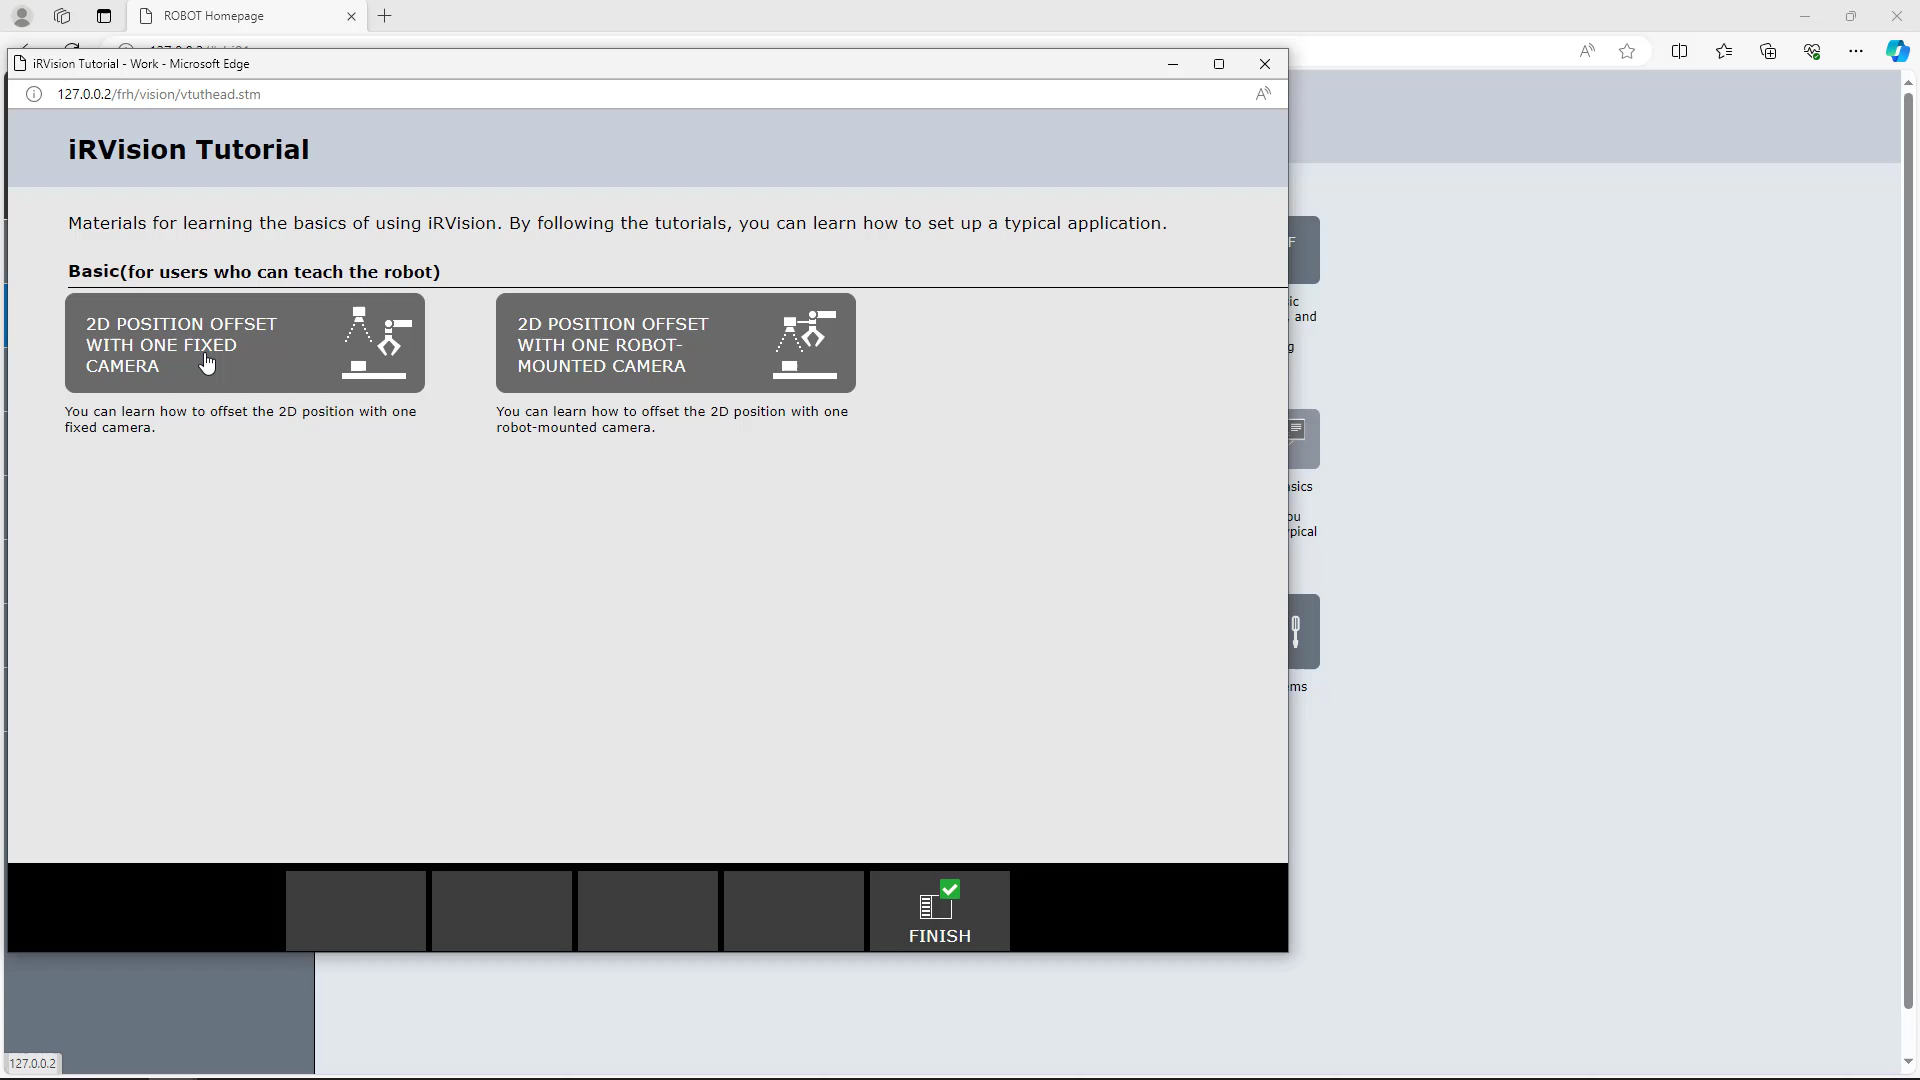 ROBOT Homepage
iRVision Tutorial - Work - Microsoft Edge
127.0.0.2/frh/vision/vtuthead.stm
iRVision Tutorial
Materials for learning the basics of using iRVision. By following the tutorials, you can learn how to set up a typical application.
Basic(for users who can teach the robot)
2D POSITION OFFSET
WITH ONE FIXED
CAMERA
2D POSITION OFFSET
WITH ONE ROBOT-
MOUNTED CAMERA
You can learn how to offset the 2D position with one
fixed camera.
You can learn how to offset the 2D position with one
robot-mounted camera.
FINISH
F
ic
and
g
sics
ou
pical
ems
127.0.0.2